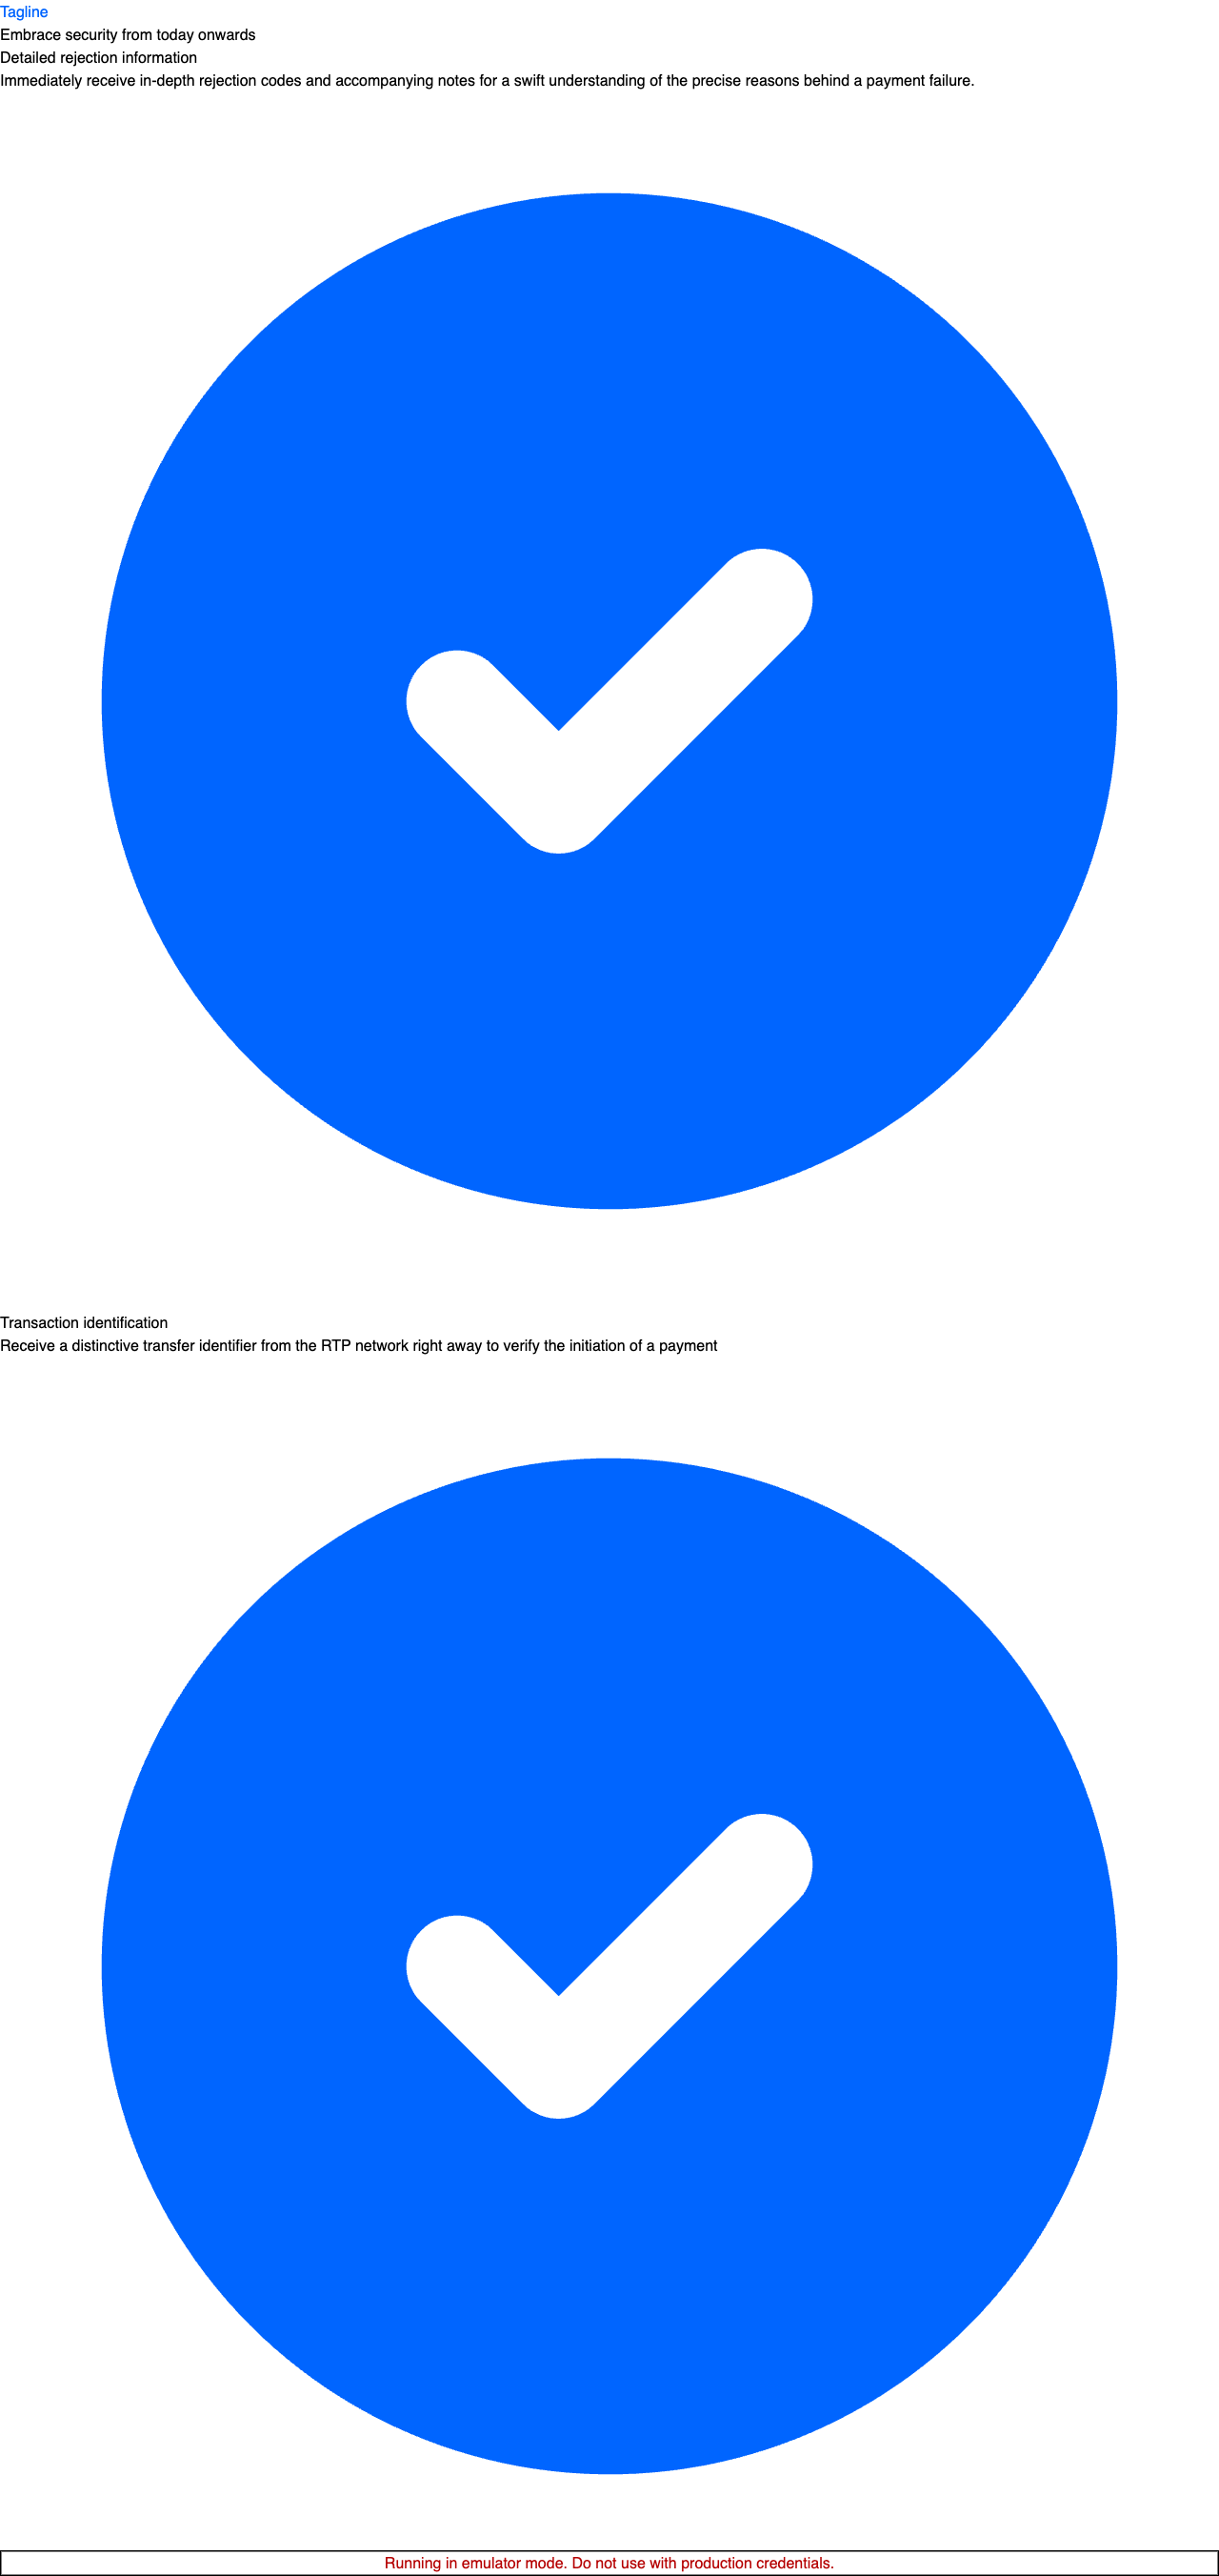 Tagline
Embrace security from today onwards
Detailed rejection information
Immediately receive in-depth rejection codes and accompanying notes for a swift understanding of the precise reasons behind a payment failure.
Transaction identification
Receive a distinctive transfer identifier from the RTP network right away to verify the initiation of a payment
Running in emulator mode. Do not use with production credentials.